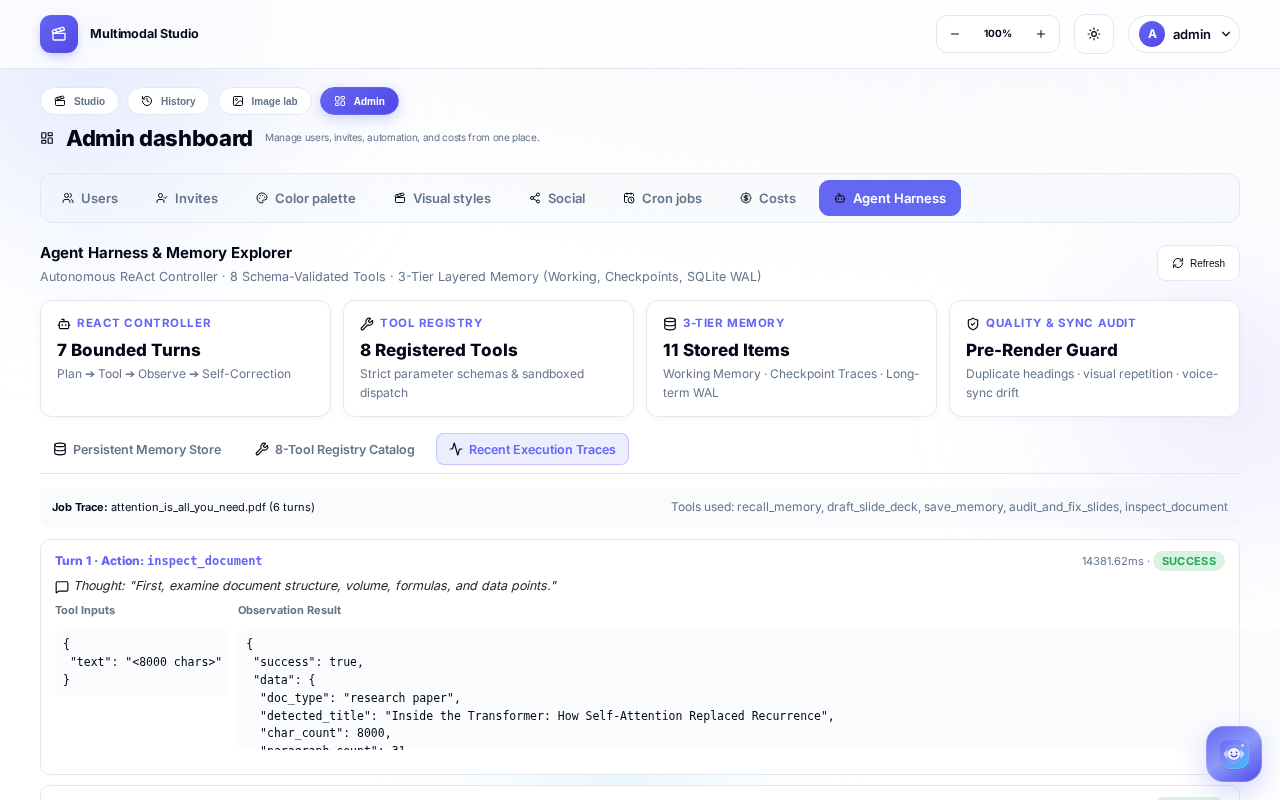 Multimodal Studio
100%
A admin
Studio
History
Image lab
Admin
Admin dashboard
Manage users, invites, automation, and costs from one place.
Users
Invites
Color palette
Visual styles
Social
Cron jobs
Costs
Agent Harness
Agent Harness & Memory Explorer
Autonomous ReAct Controller · 8 Schema-Validated Tools · 3-Tier Layered Memory (Working, Checkpoints, SQLite WAL)
Refresh
REACT CONTROLLER
7 Bounded Turns
Plan ➔ Tool ➔ Observe ➔ Self-Correction
TOOL REGISTRY
8 Registered Tools
Strict parameter schemas & sandboxed
dispatch
3-TIER MEMORY
11 Stored Items
Working Memory · Checkpoint Traces · Long-
term WAL
QUALITY & SYNC AUDIT
Pre-Render Guard
Duplicate headings · visual repetition · voice-
sync drift
Persistent Memory Store
8-Tool Registry Catalog
Recent Execution Traces
Job Trace: attention_is_all_you_need.pdf (6 turns)
Tools used: recall_memory, draft_slide_deck, save_memory, audit_and_fix_slides, inspect_document
Turn 1 · Action: inspect_document
14381.62ms · SUCCESS
Thought: "First, examine document structure, volume, formulas, and data points."
Tool Inputs
{
"text": "<8000 chars>"
}
Observation Result
{
"success": true,
"data": {
"doc_type": "research paper",
"detected_title": "Inside the Transformer: How Self-Attention Replaced Recurrence",
"char_count": 8000,
"paragraph_count": 31